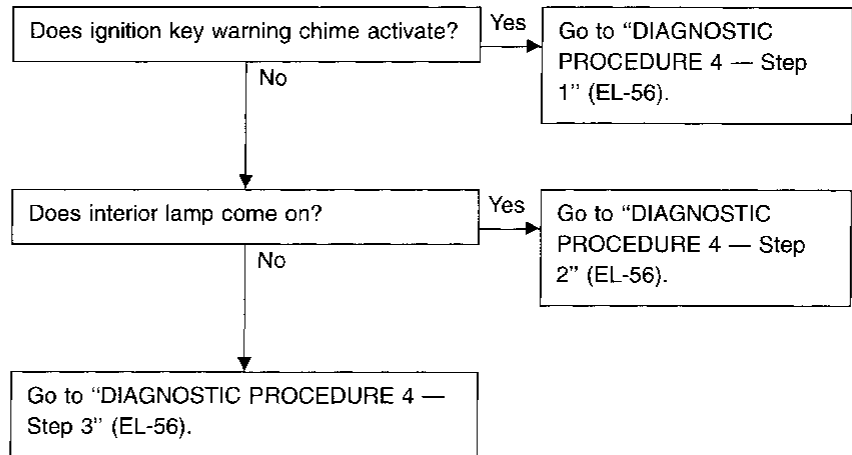 Does ignition key warning chime activate?
Yes
Go to “DIAGNOSTIC
PROCEDURE 4 — Step
1” (EL-56).
No
Does interior lamp come on?
Yes
Go to “DIAGNOSTIC
PROCEDURE 4 — Step
2” (EL-56).
No
Go to “DIAGNOSTIC PROCEDURE 4 —
Step 3” (EL-56).